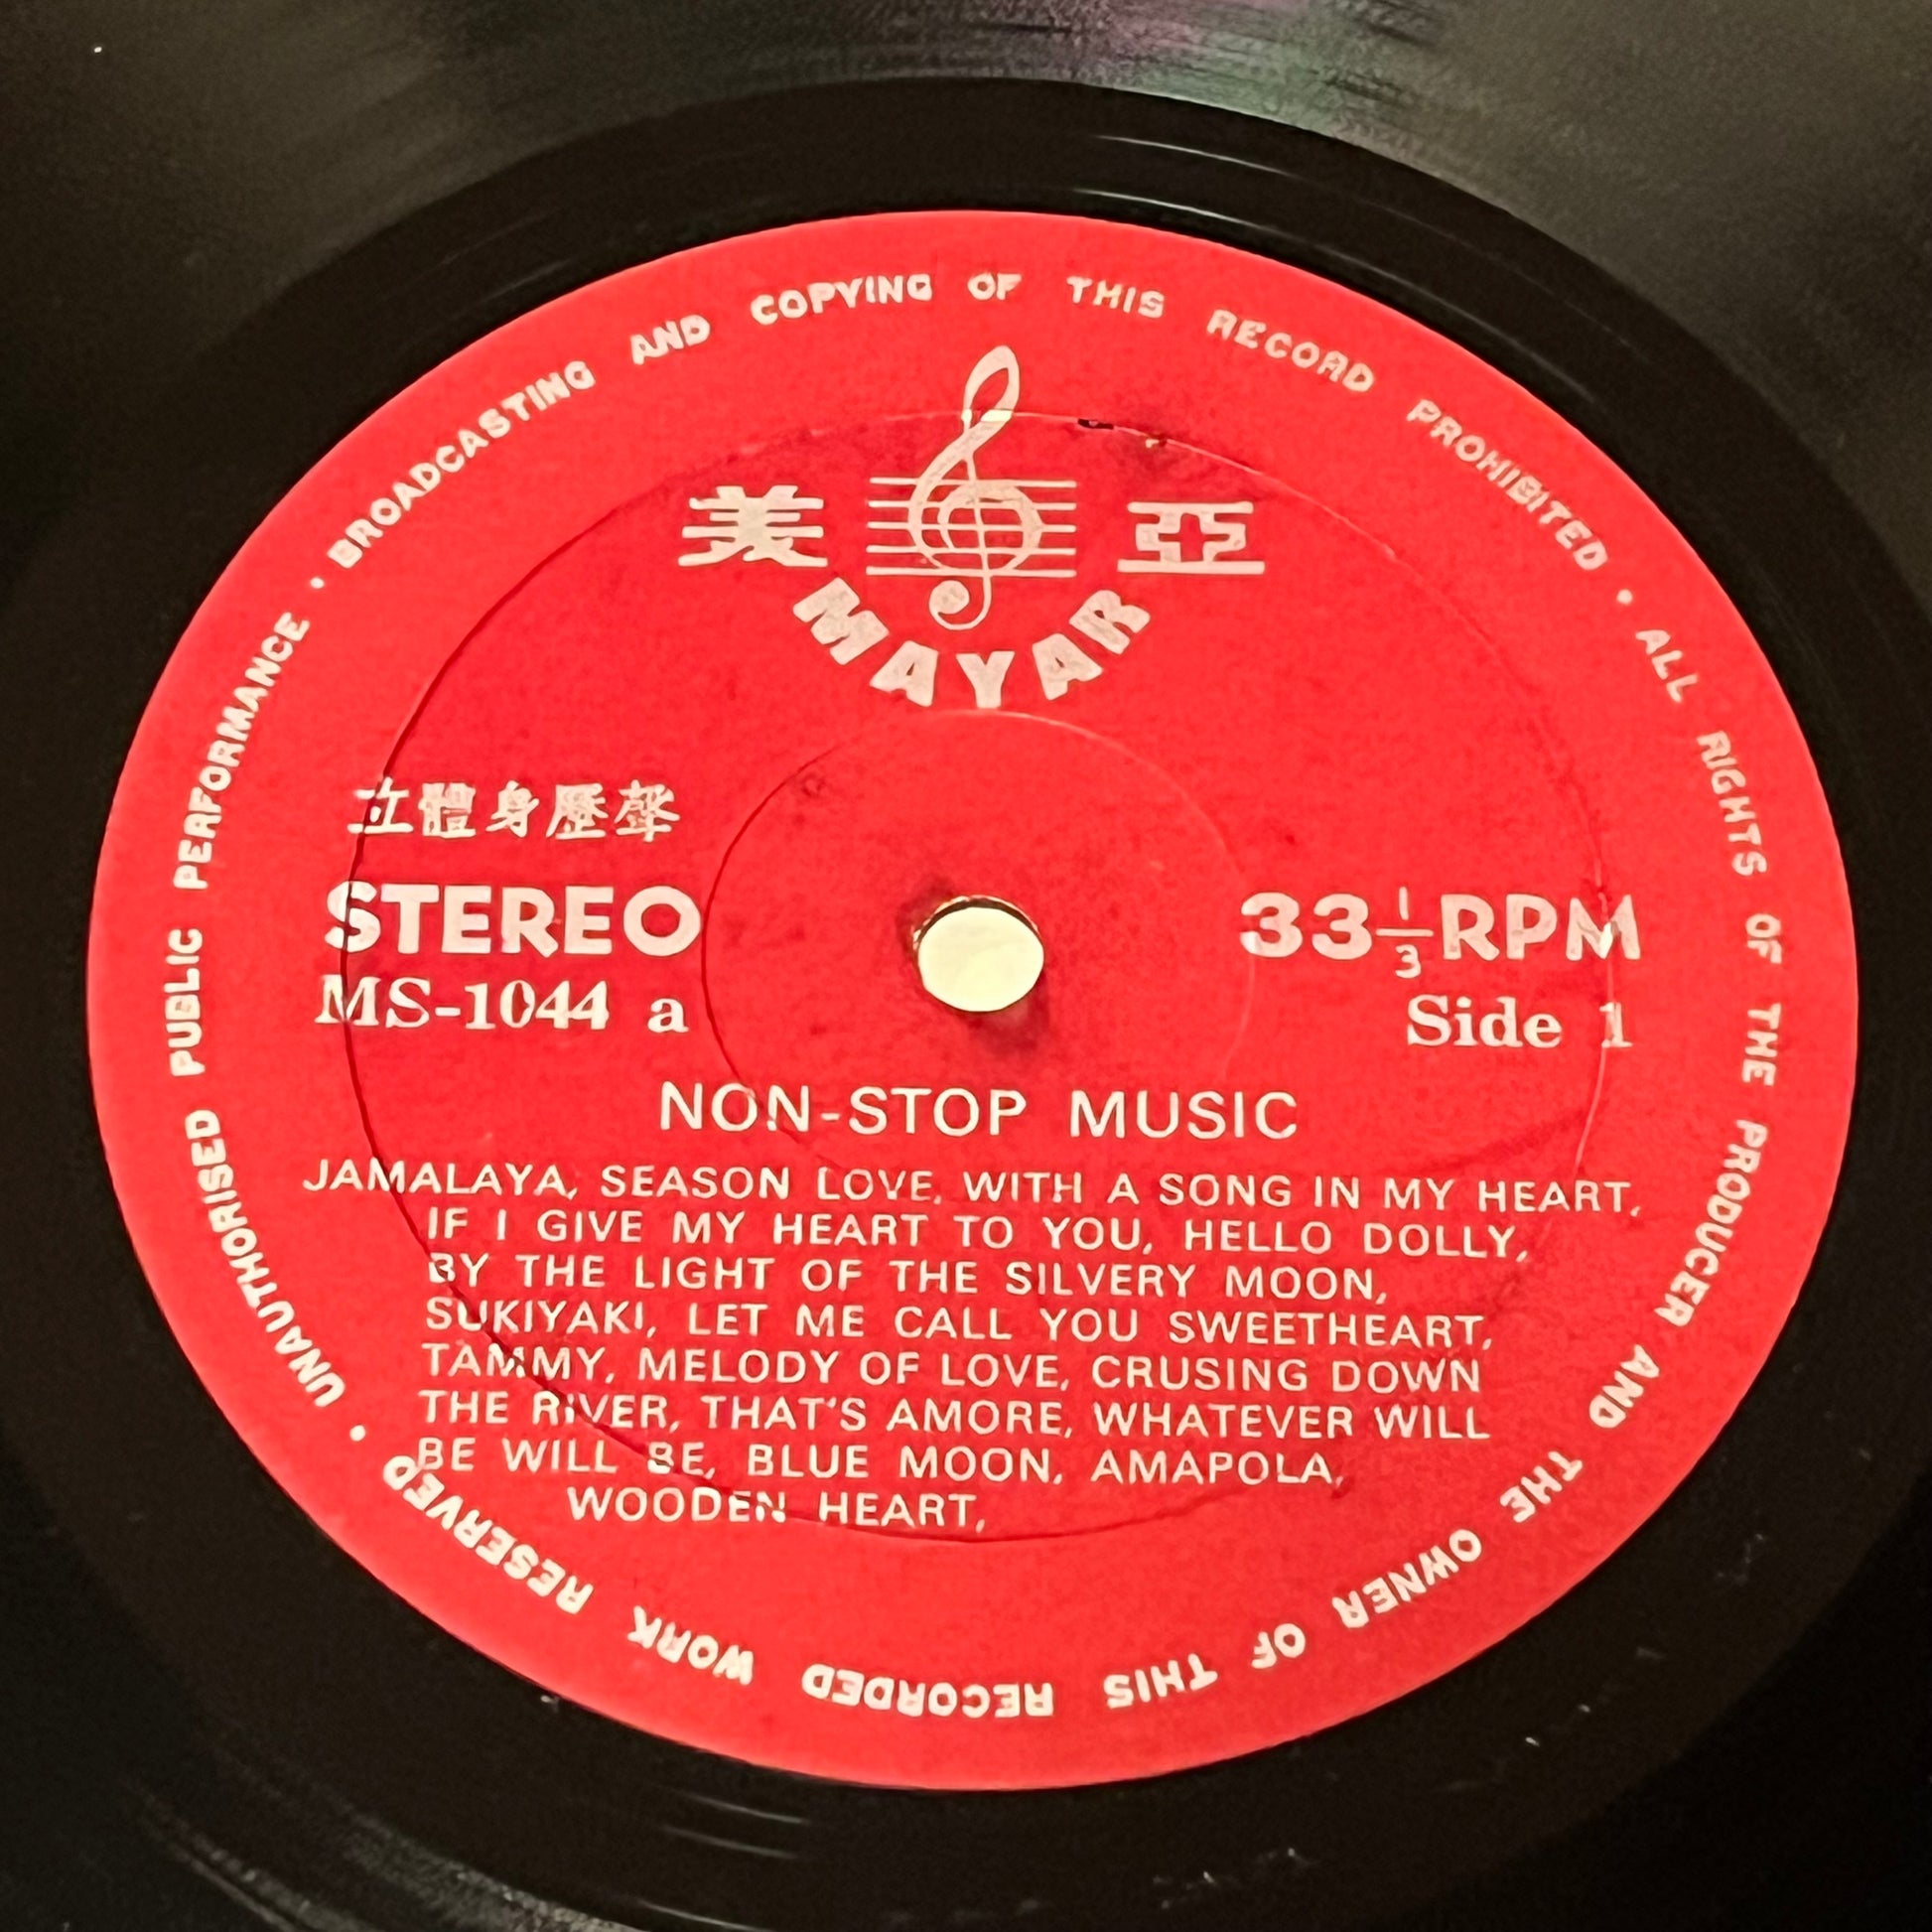 UNAUTHORISED PUBLIC PERFORMANCE · BROADCASTING AND COPYING OF THIS RECORD PROHIBITED · ALL RIGHTS OF THE PRODUCER AND THE OWNER OF THIS RECORDED WORK RESERVED ·
美 亞
MAYAR
立體身歷聲
STEREO
33 1/3 RPM
MS-1044 a
Side 1
NON-STOP MUSIC
JAMALAYA, SEASON LOVE, WITH A SONG IN MY HEART,
IF I GIVE MY HEART TO YOU, HELLO DOLLY,
BY THE LIGHT OF THE SILVERY MOON,
SUKIYAKI, LET ME CALL YOU SWEETHEART,
TAMMY, MELODY OF LOVE, CRUSING DOWN
THE RIVER, THAT'S AMORE, WHATEVER WILL
BE WILL BE, BLUE MOON, AMAPOLA,
WOODEN HEART,